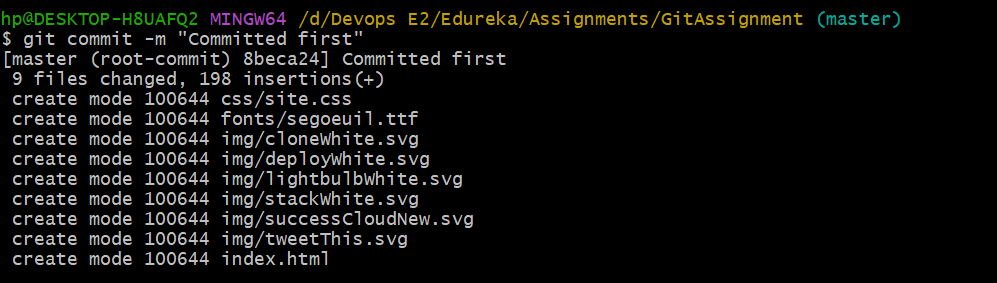 hp@DESKTOP-H8UAFQ2 MINGW64 /d/Devops E2/Edureka/Assignments/GitAssignment (master)
$ git commit -m "Committed first"
[master (root-commit) 8beca24] Committed first
 9 files changed, 198 insertions(+)
 create mode 100644 css/site.css
 create mode 100644 fonts/segoeuil.ttf
 create mode 100644 img/cloneWhite.svg
 create mode 100644 img/deployWhite.svg
 create mode 100644 img/lightbulbWhite.svg
 create mode 100644 img/stackWhite.svg
 create mode 100644 img/successCloudNew.svg
 create mode 100644 img/tweetThis.svg
 create mode 100644 index.html